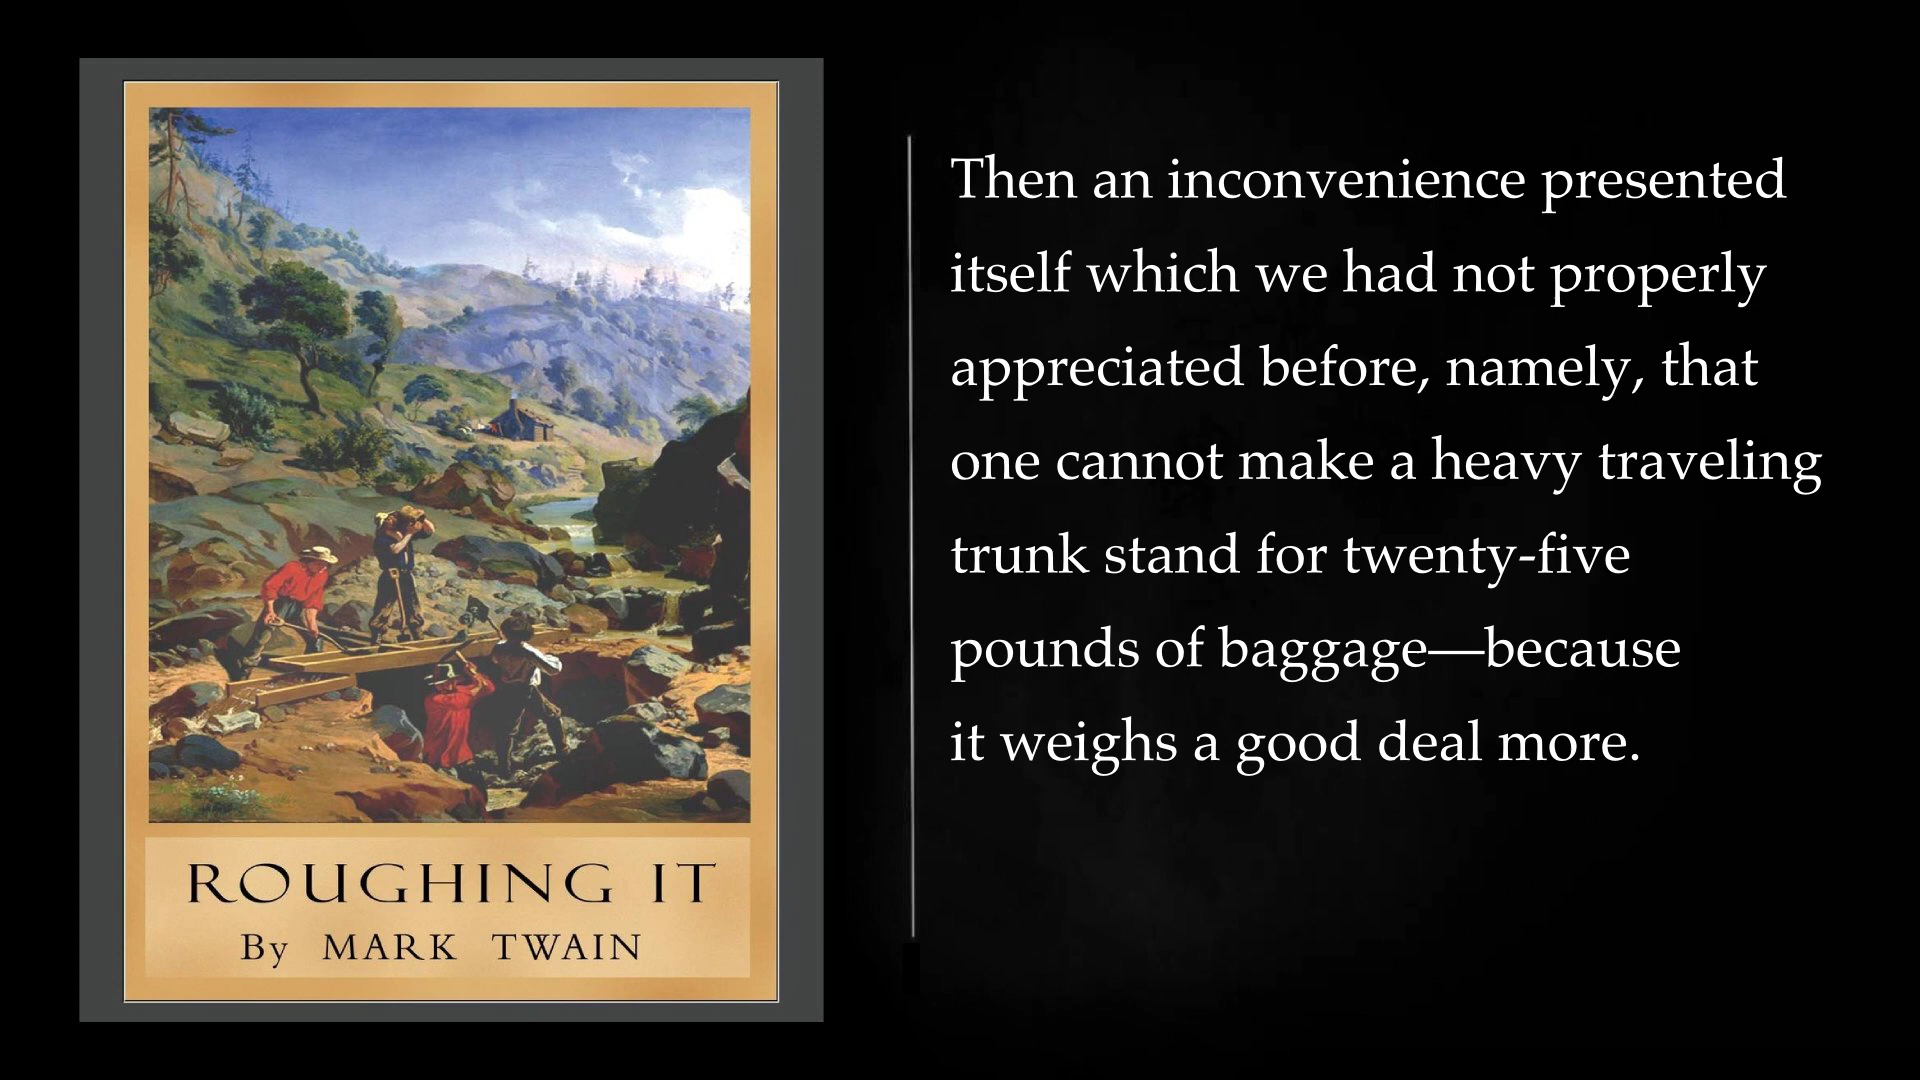 ROUGHING IT
By MARK TWAIN
Then an inconvenience presented
itself which we had not properly
appreciated before, namely, that
one cannot make a heavy traveling
trunk stand for twenty-five
pounds of baggage—because
it weighs a good deal more.